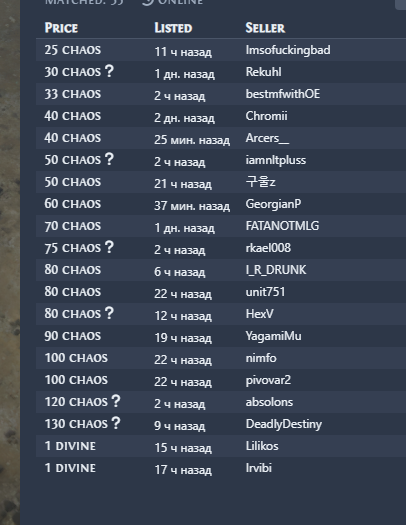 MATCHED: 35 ONLINE
PRICE LISTED SELLER
25 CHAOS 11 ч назад Imsofuckingbad
30 CHAOS ? 1 дн. назад Rekuhl
33 CHAOS 2 ч назад bestmfwithOE
40 CHAOS 2 дн. назад Chromii
40 CHAOS 25 мин. назад Arcers__
50 CHAOS ? 2 ч назад iamnltpluss
50 CHAOS 21 ч назад 구울z
60 CHAOS 37 мин. назад GeorgianP
70 CHAOS 1 дн. назад FATANOTMLG
75 CHAOS ? 2 ч назад rkael008
80 CHAOS 6 ч назад I_R_DRUNK
80 CHAOS 22 ч назад unit751
80 CHAOS ? 12 ч назад HexV
90 CHAOS 19 ч назад YagamiMu
100 CHAOS 22 ч назад nimfo
100 CHAOS 22 ч назад pivovar2
120 CHAOS ? 2 ч назад absolons
130 CHAOS ? 9 ч назад DeadlyDestiny
1 DIVINE 15 ч назад Lilikos
1 DIVINE 17 ч назад Irvibi